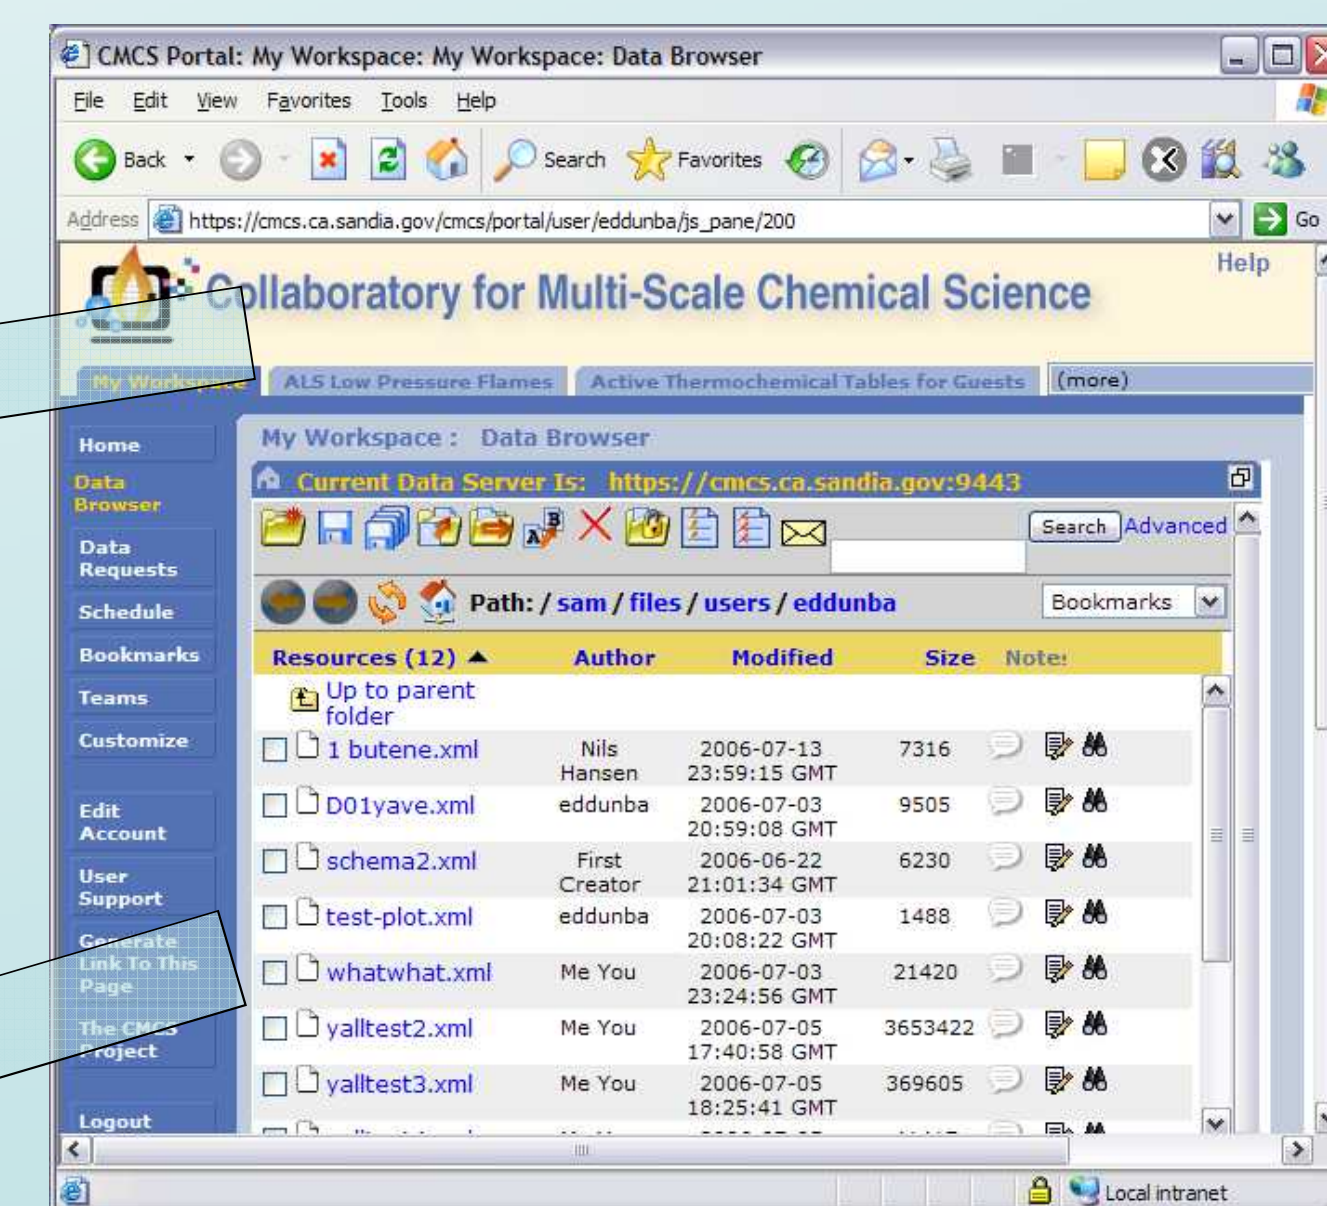 CMCS Portal: My Workspace: My Workspace: Data Browser
File Edit View Favorites Tools Help
Back Search Favorites
Address https://cmcs.ca.sandia.gov/cmcs/portal/user/eddunba/js_pane/200 Go
Help
Collaboratory for Multi-Scale Chemical Science
My Workspace ALS Low Pressure Flames Active Thermochemical Tables for Guests (more)
Home
Data
Browser
Data
Requests
Schedule
Bookmarks
Teams
Customize
Edit
Account
User
Support
Generate
Link To This
Page
The CMCS
Project
Logout
My Workspace : Data Browser
Current Data Server Is: https://cmcs.ca.sandia.gov:9443
Search Advanced
Path: / sam / files / users / eddunba Bookmarks
Resources (12) Author Modified Size Note:
Up to parent
folder
1 butene.xml Nils 2006-07-13 7316
Hansen 23:59:15 GMT
D01yave.xml eddunba 2006-07-03 9505
20:59:08 GMT
schema2.xml First 2006-06-22 6230
Creator 21:01:34 GMT
test-plot.xml eddunba 2006-07-03 1488
20:08:22 GMT
whatwhat.xml Me You 2006-07-03 21420
23:24:56 GMT
yalltest2.xml Me You 2006-07-05 3653422
17:40:58 GMT
yalltest3.xml Me You 2006-07-05 369605
18:25:41 GMT
Local intranet